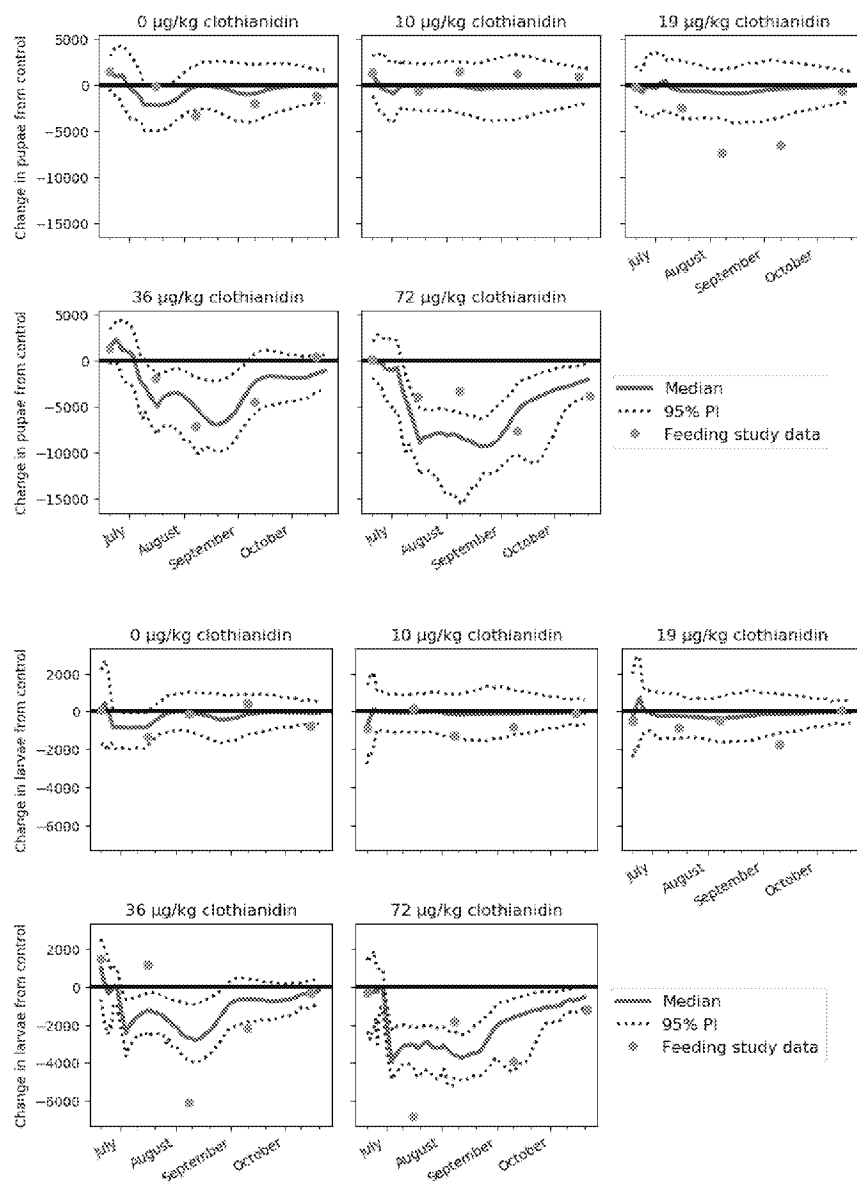 0 µg/kg clothianidin
10 µg/kg clothianidin
19 µg/kg clothianidin
Change in pupae from control
5000
0
−5000
−10000
−15000
July
August
September
October
36 µg/kg clothianidin
72 µg/kg clothianidin
Change in pupae from control
5000
0
−5000
−10000
−15000
July
August
September
October
July
August
September
October
Median
95% PI
Feeding study data
0 µg/kg clothianidin
10 µg/kg clothianidin
19 µg/kg clothianidin
Change in larvae from control
2000
0
−2000
−4000
−6000
July
August
September
October
36 µg/kg clothianidin
72 µg/kg clothianidin
Change in larvae from control
2000
0
−2000
−4000
−6000
July
August
September
October
July
August
September
October
Median
95% PI
Feeding study data